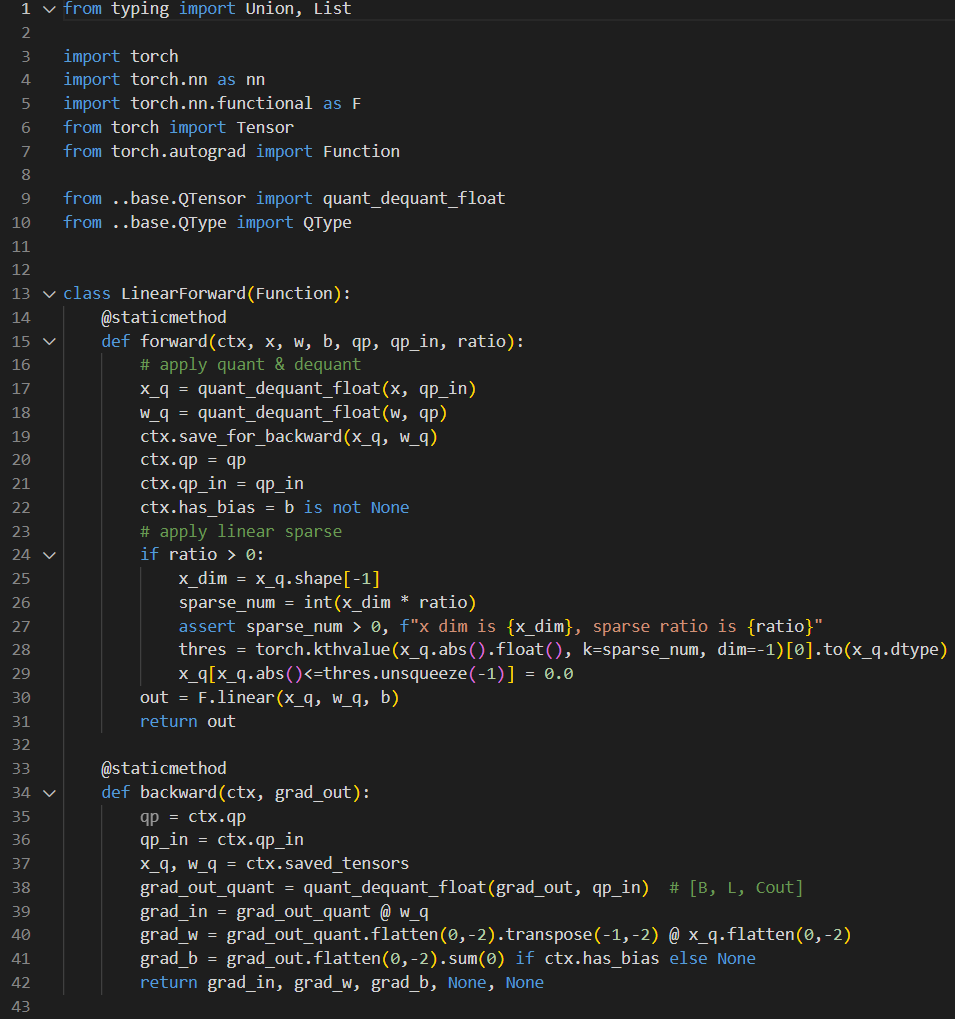 1 from typing import Union, List
2
3 import torch
4 import torch.nn as nn
5 import torch.nn.functional as F
6 from torch import Tensor
7 from torch.autograd import Function
8
9 from ..base.QTensor import quant_dequant_float
10 from ..base.QType import QType
11
12
13 class LinearForward(Function):
14     @staticmethod
15     def forward(ctx, x, w, b, qp, qp_in, ratio):
16         # apply quant & dequant
17         x_q = quant_dequant_float(x, qp_in)
18         w_q = quant_dequant_float(w, qp)
19         ctx.save_for_backward(x_q, w_q)
20         ctx.qp = qp
21         ctx.qp_in = qp_in
22         ctx.has_bias = b is not None
23         # apply linear sparse
24         if ratio > 0:
25             x_dim = x_q.shape[-1]
26             sparse_num = int(x_dim * ratio)
27             assert sparse_num > 0, f"x dim is {x_dim}, sparse ratio is {ratio}"
28             thres = torch.kthvalue(x_q.abs().float(), k=sparse_num, dim=-1)[0].to(x_q.dtype)
29             x_q[x_q.abs()<=thres.unsqueeze(-1)] = 0.0
30         out = F.linear(x_q, w_q, b)
31         return out
32
33     @staticmethod
34     def backward(ctx, grad_out):
35         qp = ctx.qp
36         qp_in = ctx.qp_in
37         x_q, w_q = ctx.saved_tensors
38         grad_out_quant = quant_dequant_float(grad_out, qp_in)  # [B, L, Cout]
39         grad_in = grad_out_quant @ w_q
40         grad_w = grad_out_quant.flatten(0,-2).transpose(-1,-2) @ x_q.flatten(0,-2)
41         grad_b = grad_out.flatten(0,-2).sum(0) if ctx.has_bias else None
42         return grad_in, grad_w, grad_b, None, None
43